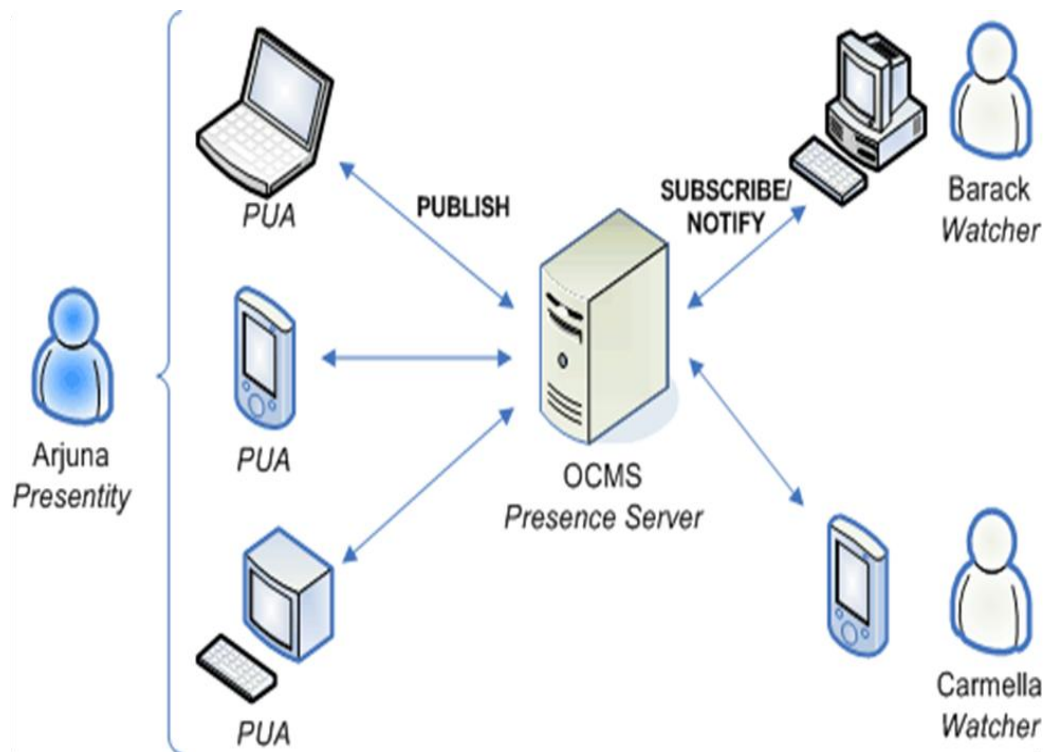 PUA
PUBLISH
SUBSCRIBE/
NOTIFY
Barack
Watcher
Arjuna
Presentity
PUA
OCMS
Presence Server
PUA
Carmella
Watcher